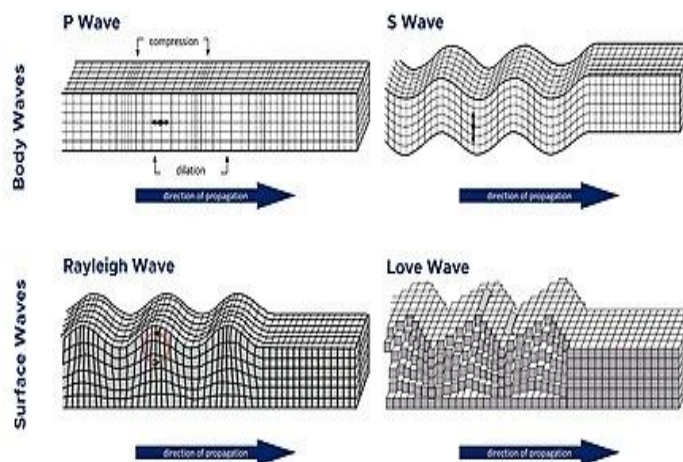 Body Waves
P Wave
compression
dilation
direction of propagation
S Wave
direction of propagation
Surface Waves
Rayleigh Wave
direction of propagation
Love Wave
direction of propagation